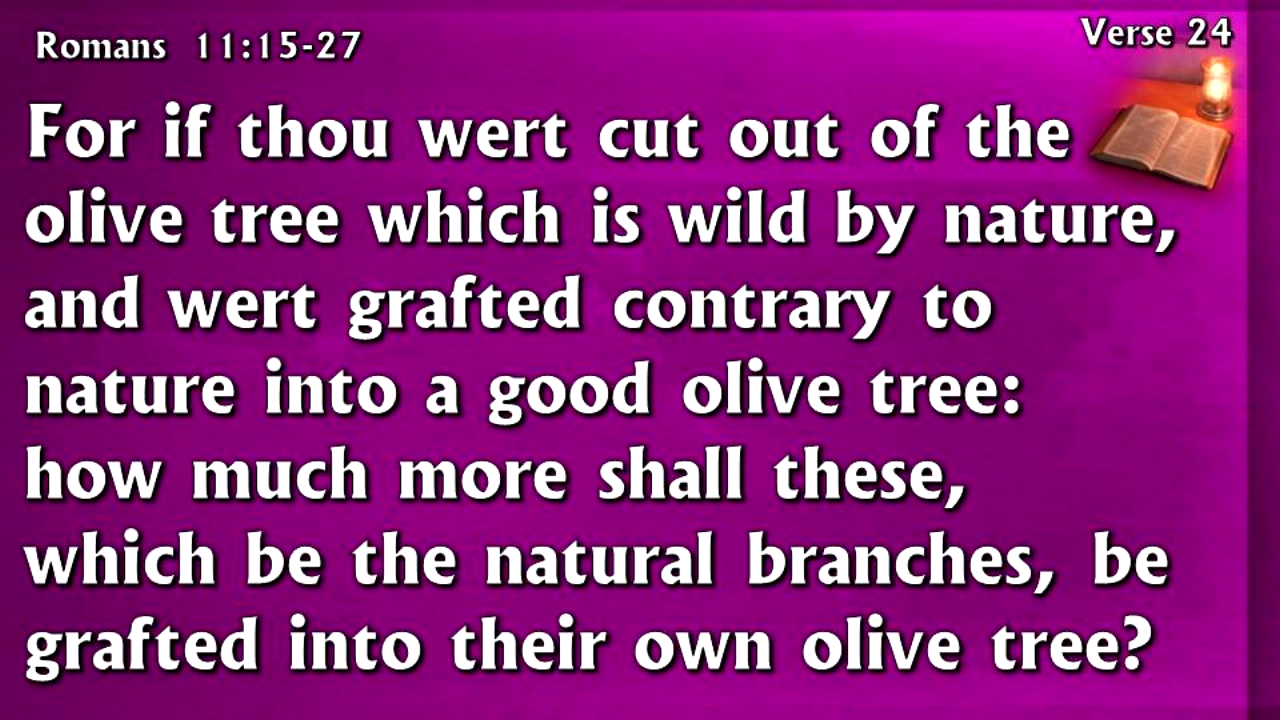 Romans 11:15-27
Verse 24
For if thou wert cut out of the
olive tree which is wild by nature,
and wert grafted contrary to
nature into a good olive tree:
how much more shall these,
which be the natural branches, be
grafted into their own olive tree?